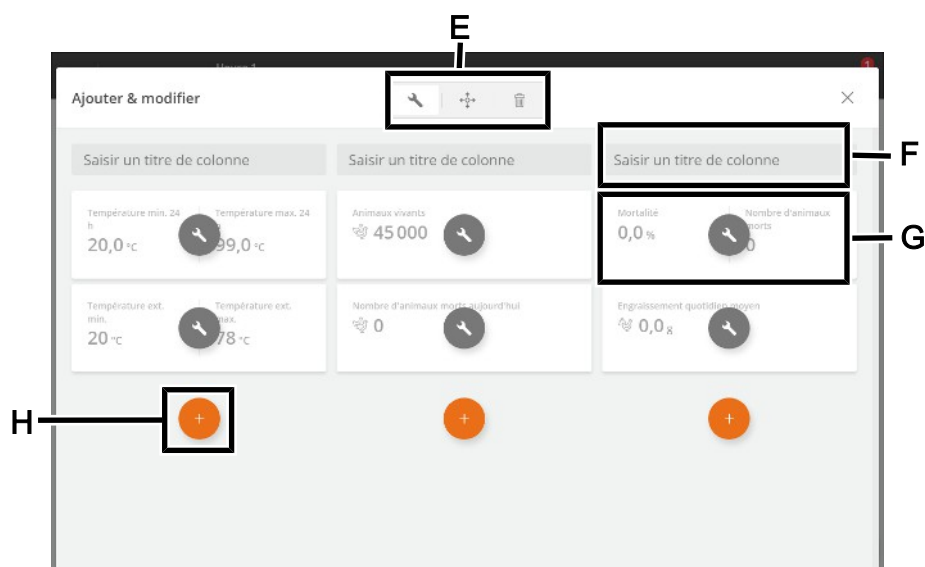 E
1
Ajouter & modifier
F
Saisir un titre de colonne
Saisir un titre de colonne
Saisir un titre de colonne
Température min. 24 h
Température max. 24
20,0 °C
99,0 °C
Animaux vivants
45 000
Mortalité
0,0 %
Nombre d'animaux morts
0
G
Température ext. min.
20 °C
Température ext. max.
78 °C
Nombre d'animaux morts aujourd'hui
0
Engraissement quotidien moyen
0,0 g
H
+
+
+